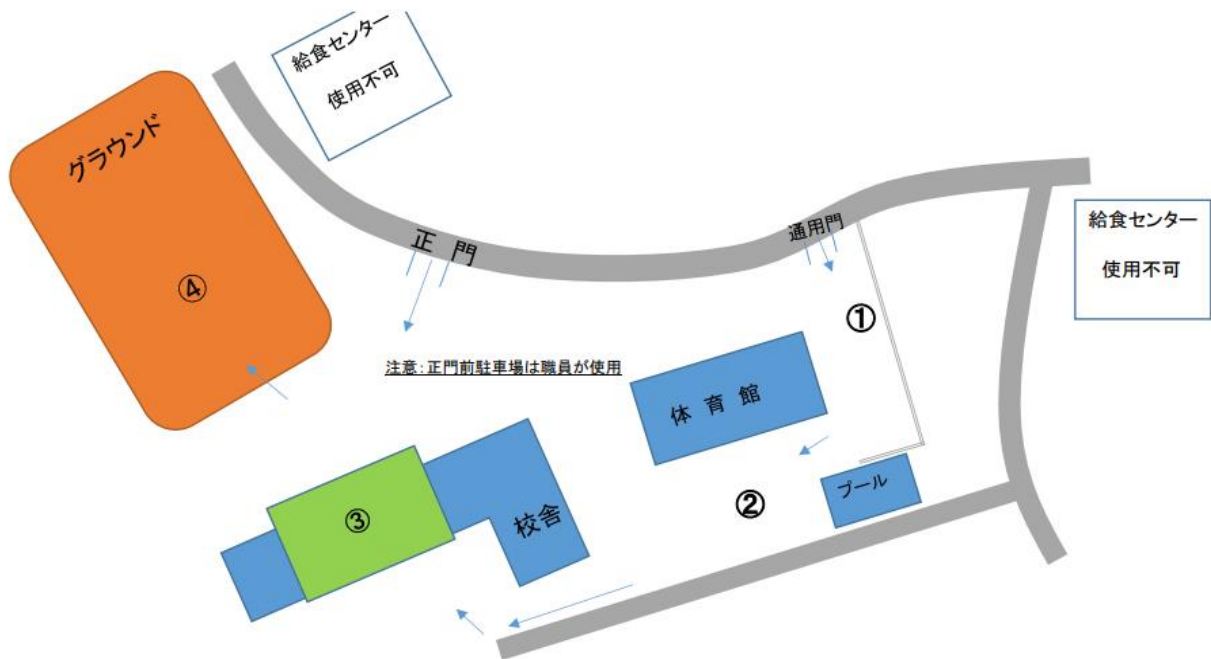 給食センター
使用不可
グラウンド
正門
通用門
給食センター
使用不可
④
①
注意：正門前駐車場は職員が使用
体育館
プール
②
③
校舎